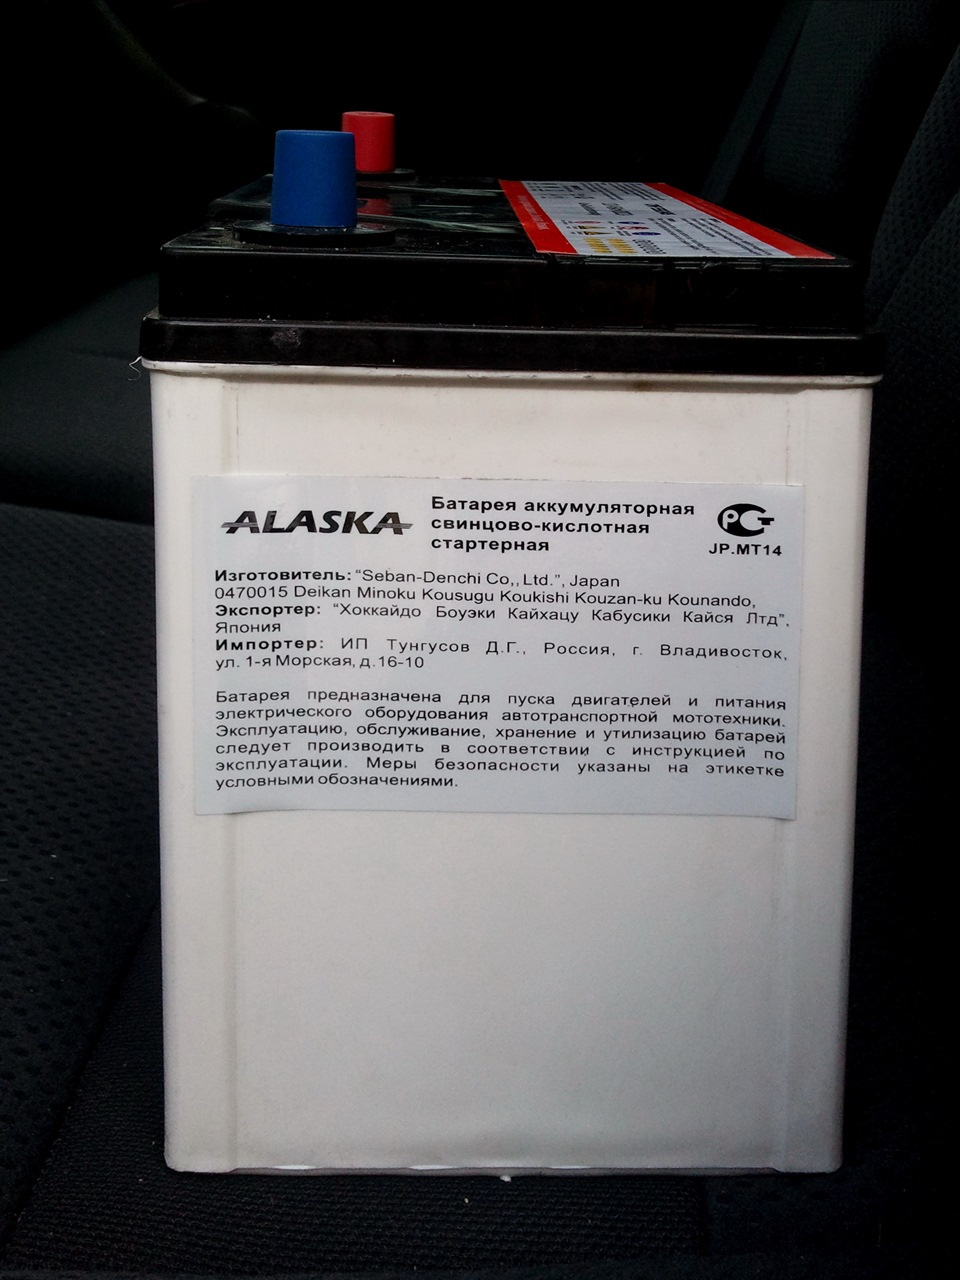 ALASKA
Батарея аккумуляторная
свинцово-кислотная
стартерная
РСТ
JP.MT14
Изготовитель: “Seban-Denchi Co,, Ltd.”, Japan
0470015 Deikan Minoku Kousugu Koukishi Kouzan-ku Kounando,
Экспортер: “Хоккайдо Боуэки Кайхацу Кабусики Кайся Лтд”,
Япония
Импортер: ИП Тунгусов Д.Г., Россия, г. Владивосток,
ул. 1-я Морская, д.16-10
Батарея предназначена для пуска двигателей и питания
электрического оборудования автотранспортной мототехники.
Эксплуатацию, обслуживание, хранение и утилизацию батарей
следует производить в соответствии с инструкцией по
эксплуатации. Меры безопасности указаны на этикетке
условными обозначениями.